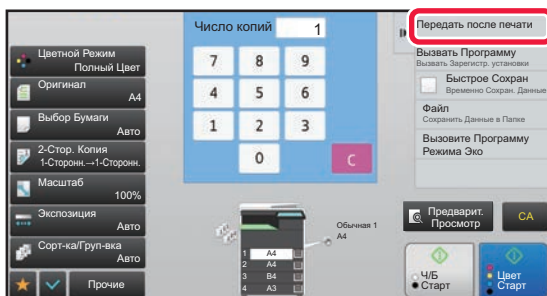 Число копий
1
Передать после печати
Цветной Режим
Полный Цвет
Оригинал
A4
Выбор Бумаги
Авто
2-Стор. Копия
1-Сторонн.→1-Сторонн.
Масштаб
100%
Экспозиция
Авто
Сорт-ка/Груп-вка
Авто
Прочие
7 8 9
4 5 6
1 2 3
0 C
Обычная 1
A4
1 A4
2 A4
3 B4
4 A3
Вызвать Программу
Вызвать Зарегистр. установки
Быстрое Сохран
Временно Сохран. Данные
Файл
Сохранить Данные в Папке
Вызовите Программу
Режима Эко
Предварит.
Просмотр
CA
Ч/Б
Старт
Цвет
Старт